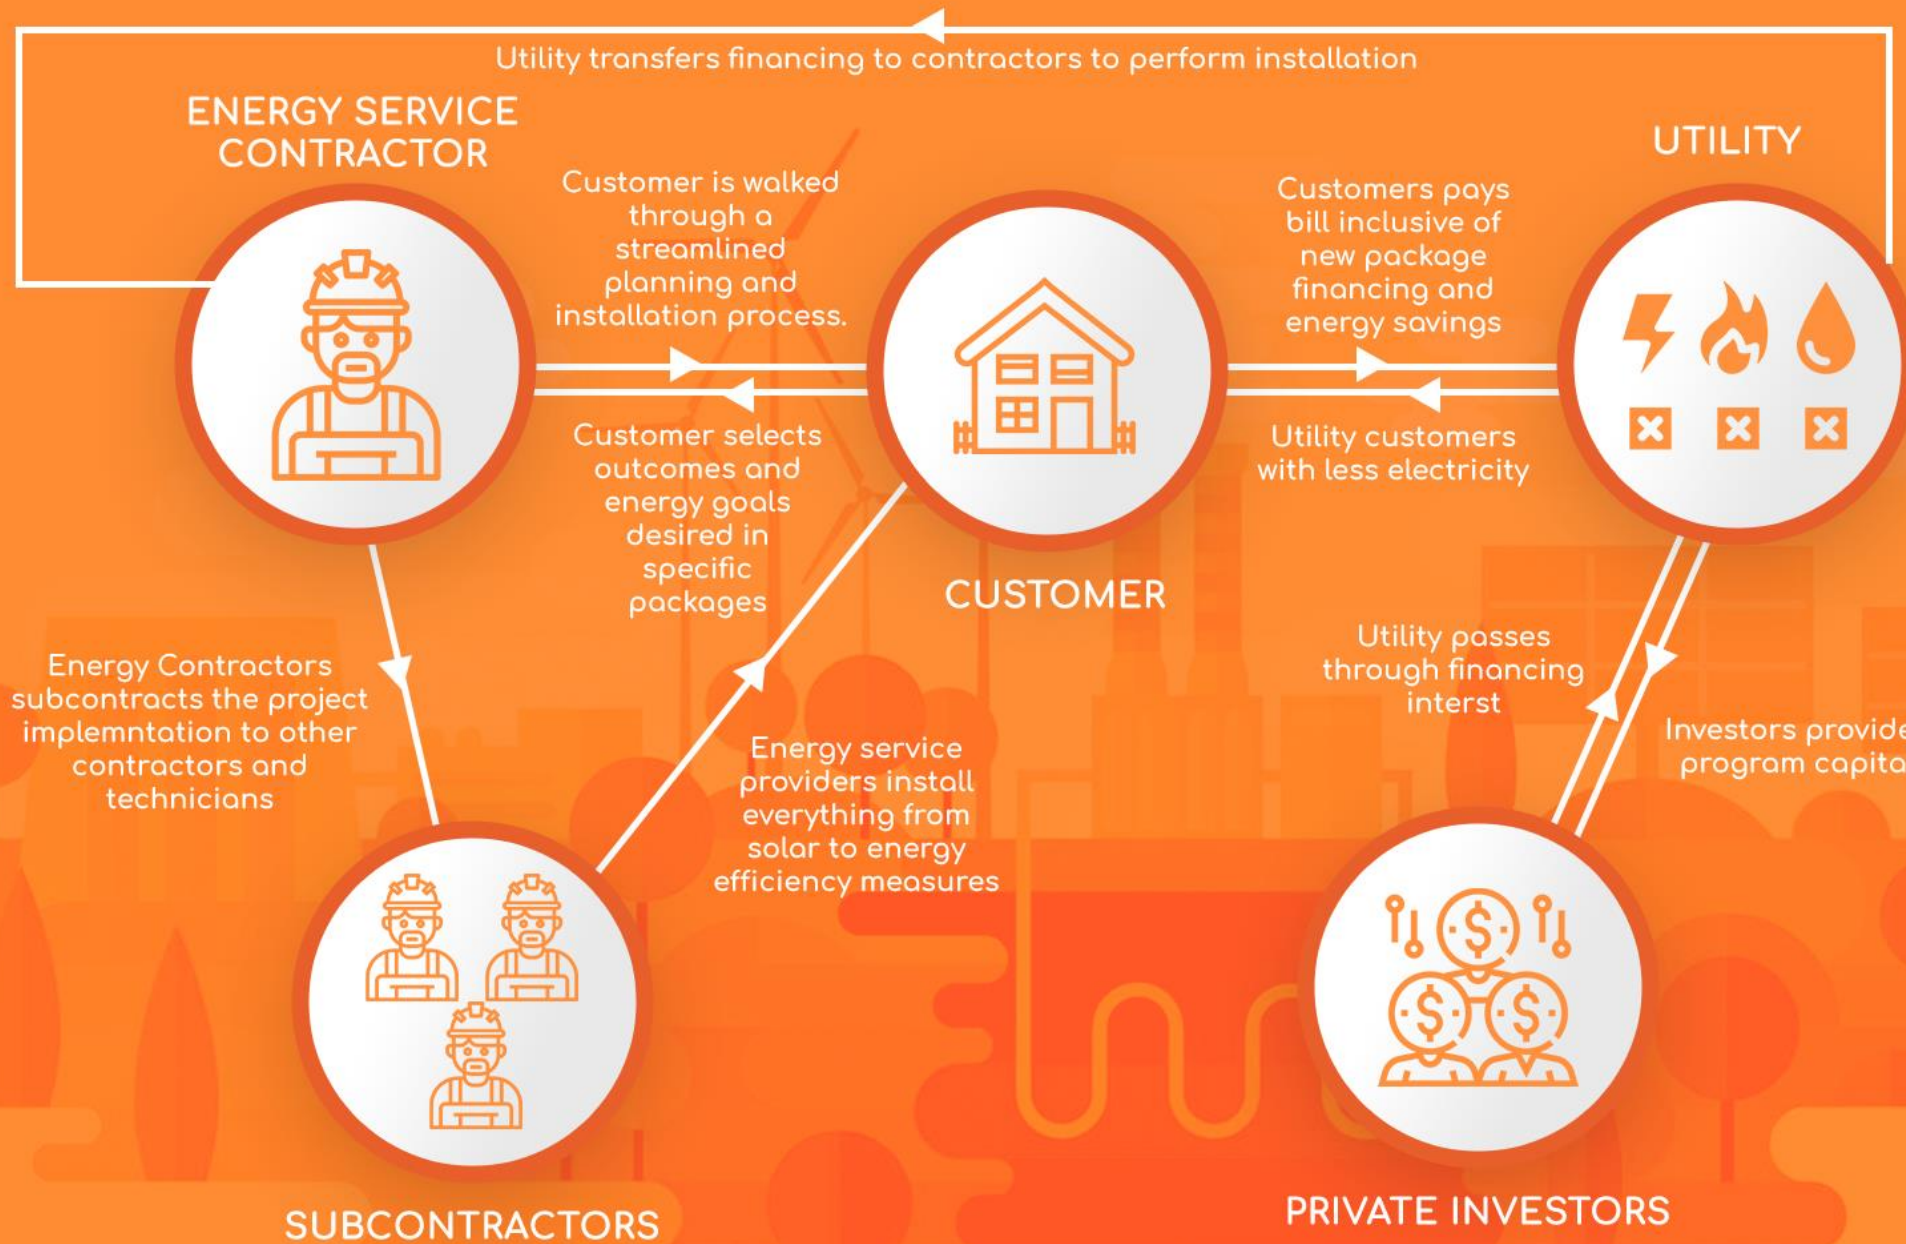 Utility transfers financing to contractors to perform installation
ENERGY SERVICE
CONTRACTOR
Customer is walked
through a
streamlined
planning and
installation process.
Customers pays
bill inclusive of
new package
financing and
energy savings
UTILITY
Customer selects
outcomes and
energy goals
desired in
specific
packages
CUSTOMER
Utility customers
with less electricity
Energy Contractors
subcontracts the project
implemntation to other
contractors and
technicians
Energy service
providers install
everything from
solar to energy
efficiency measures
Utility passes
through financing
interst
Investors provide
program capita
SUBCONTRACTORS
PRIVATE INVESTORS